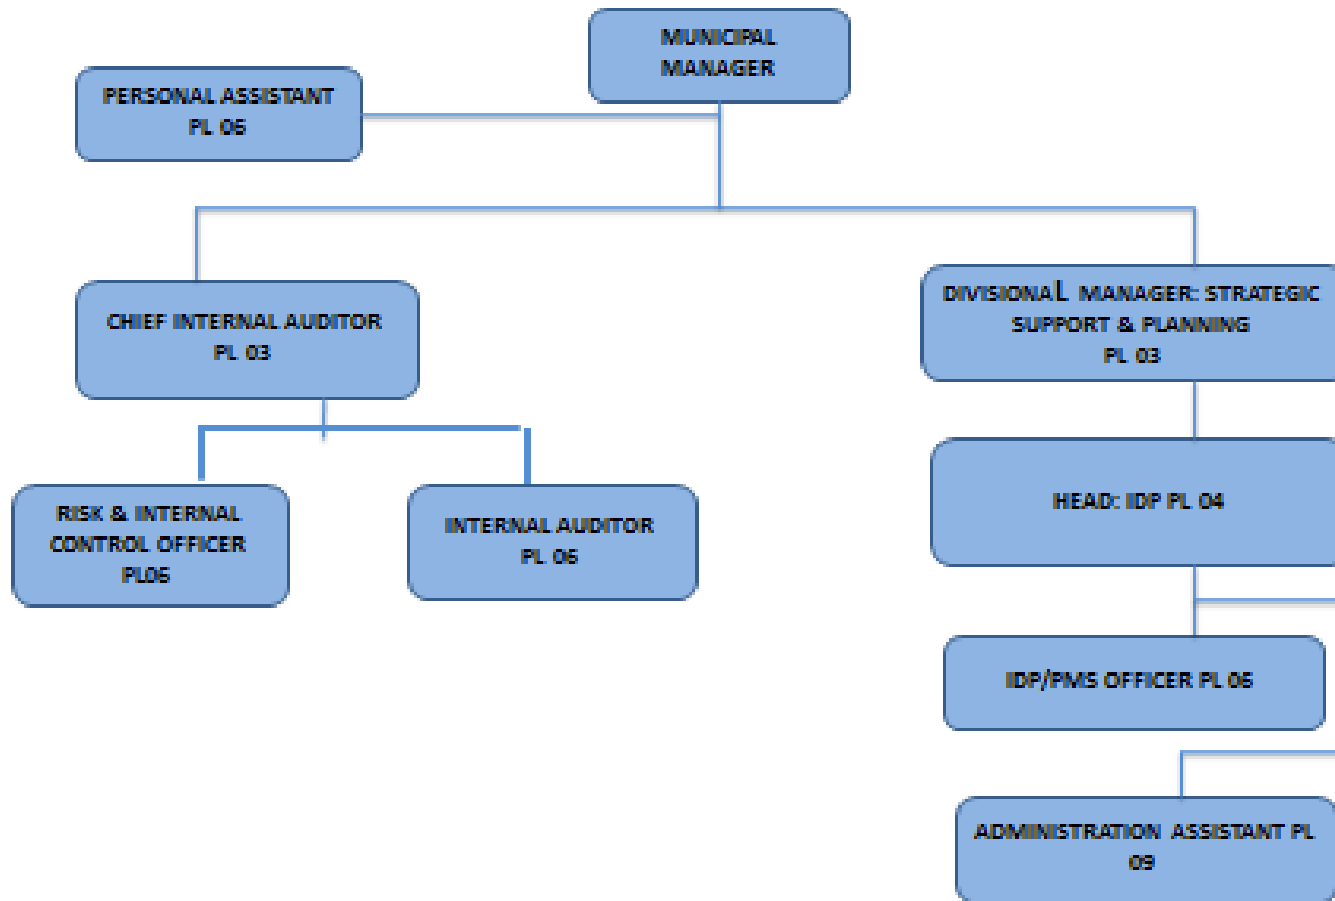 MUNICIPAL
MANAGER
PERSONAL ASSISTANT
PL 06
CHIEF INTERNAL AUDITOR
PL 03
DIVISIONAL MANAGER: STRATEGIC
SUPPORT & PLANNING
PL 03
RISK & INTERNAL
CONTROL OFFICER
PL06
INTERNAL AUDITOR
PL 06
HEAD: IDP PL 04
IDP/PMS OFFICER PL 06
ADMINISTRATION ASSISTANT PL
09